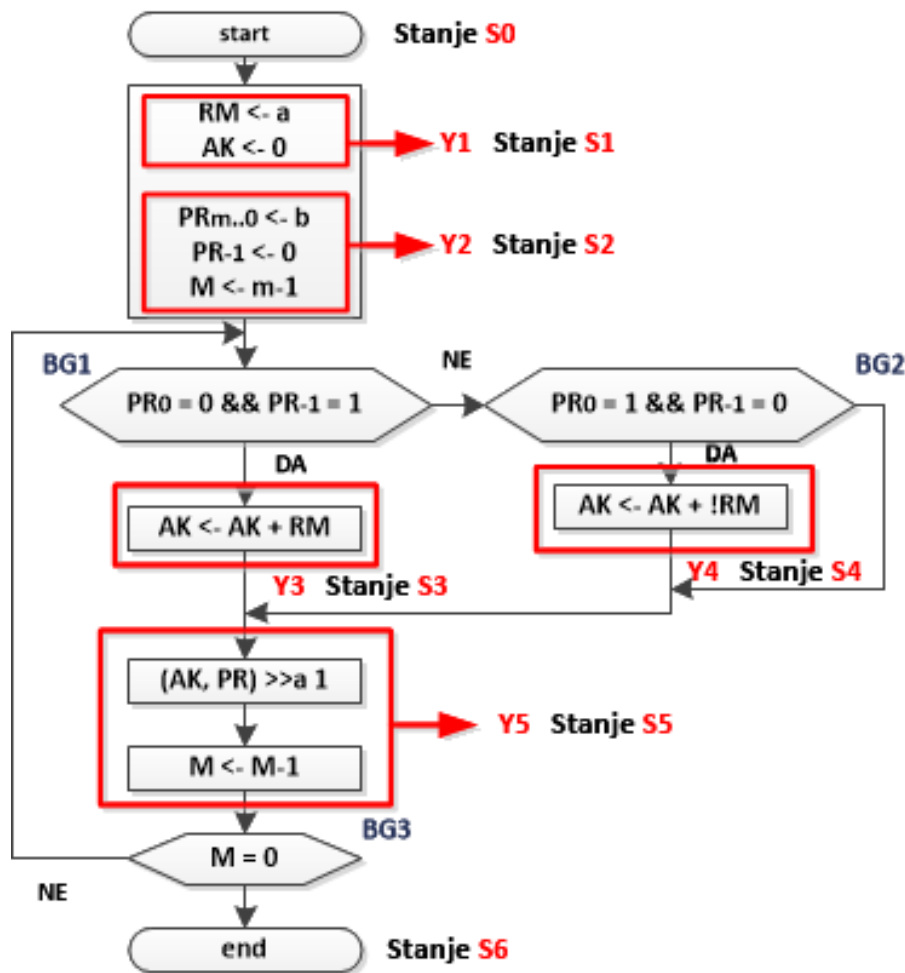 start
Stanje S0
RM <- a
AK <- 0
Y1 Stanje S1
PRm..0 <- b
PR-1 <- 0
M <- m-1
Y2 Stanje S2
BG1
NE
BG2
PR0 = 0 && PR-1 = 1
PR0 = 1 && PR-1 = 0
DA
DA
AK <- AK + RM
AK <- AK + !RM
Y3 Stanje S3
Y4 Stanje S4
(AK, PR) >>a 1
M <- M-1
Y5 Stanje S5
BG3
M = 0
NE
end
Stanje S6